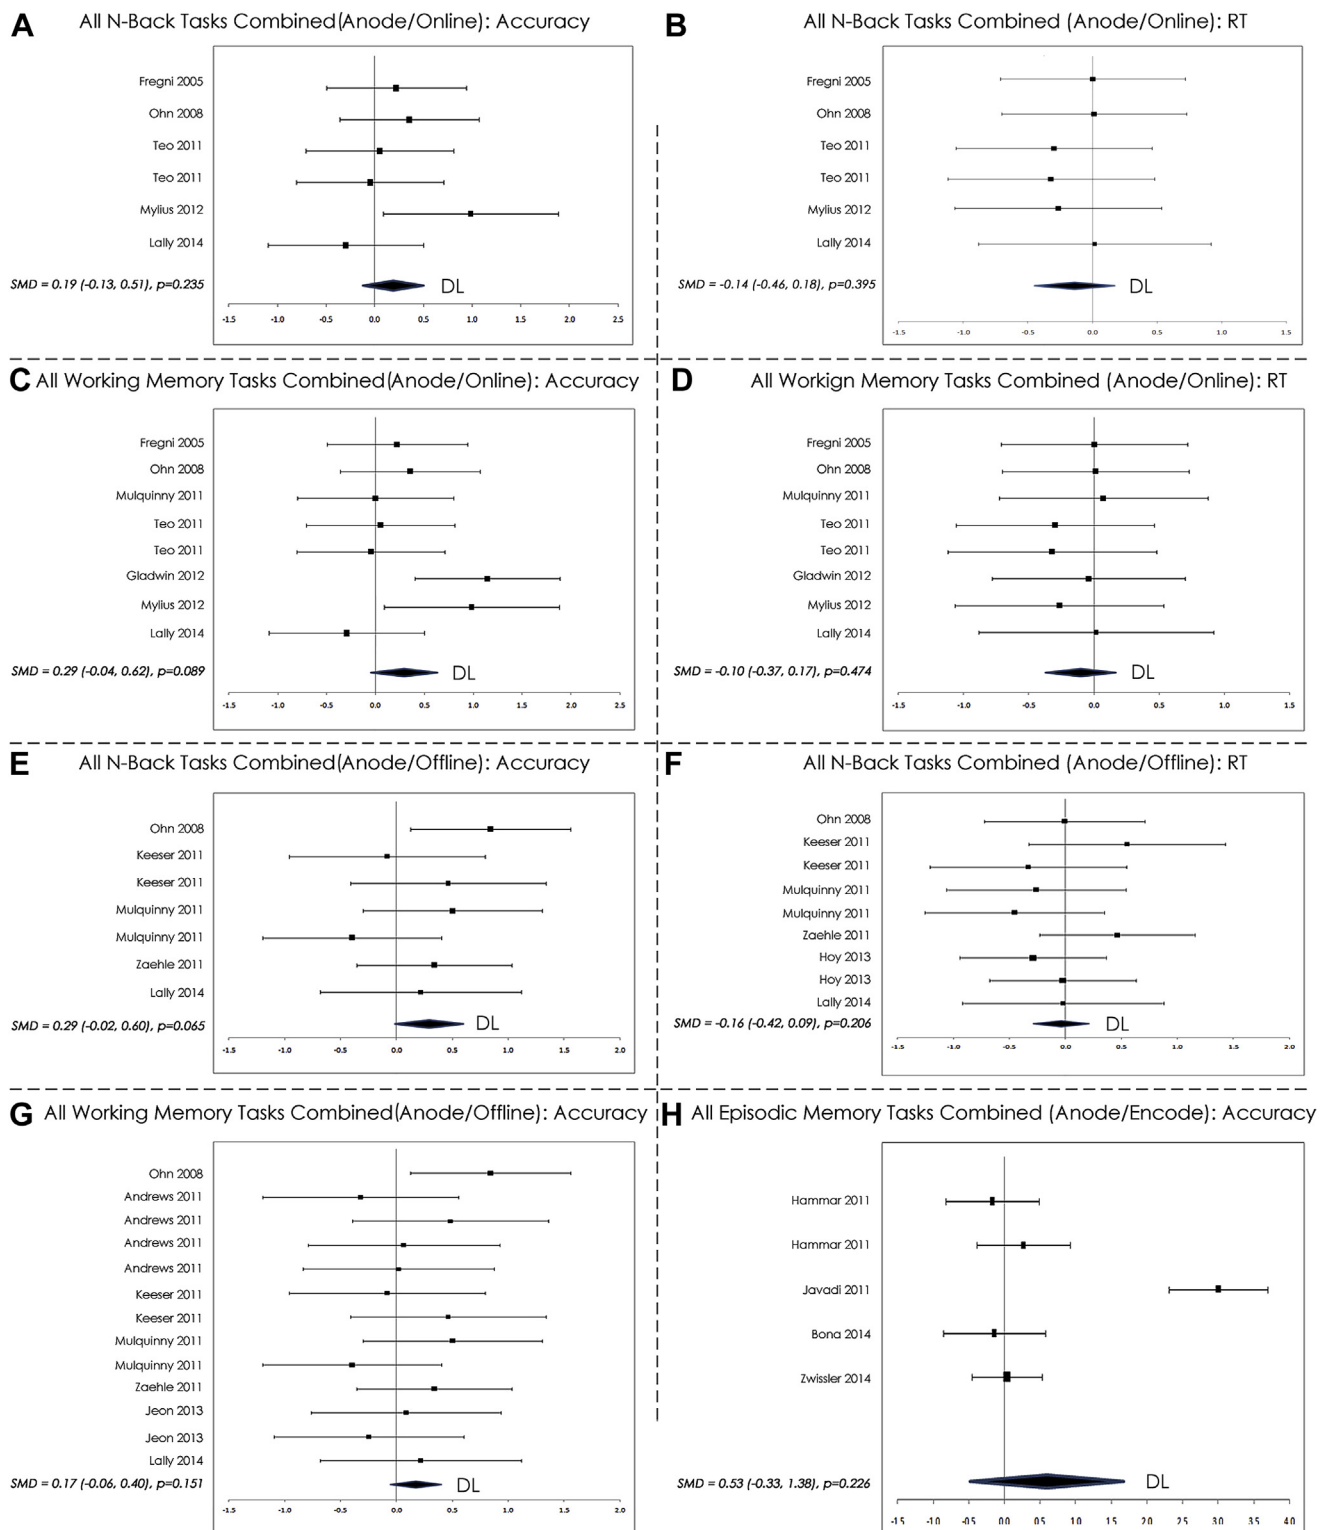 A All N-Back Tasks Combined(Anode/Online): Accuracy
Fregni 2005
Ohn 2008
Teo 2011
Teo 2011
Mylius 2012
Lally 2014
SMD = 0.19 (-0.13, 0.51), p=0.235
DL
-1.5 -1.0 -0.5 0.0 0.5 1.0 1.5 2.0 2.5
B All N-Back Tasks Combined (Anode/Online): RT
Fregni 2005
Ohn 2008
Teo 2011
Teo 2011
Mylius 2012
Lally 2014
SMD = -0.14 (-0.46, 0.18), p=0.395
DL
-1.5 -1.0 -0.5 0.0 0.5 1.0 1.5
C All Working Memory Tasks Combined(Anode/Online): Accuracy
Fregni 2005
Ohn 2008
Mulquinny 2011
Teo 2011
Teo 2011
Gladwin 2012
Mylius 2012
Lally 2014
SMD = 0.29 (-0.04, 0.62), p=0.089
DL
-1.5 -1.0 -0.5 0.0 0.5 1.0 1.5 2.0 2.5
D All Workign Memory Tasks Combined (Anode/Online): RT
Fregni 2005
Ohn 2008
Mulquinny 2011
Teo 2011
Teo 2011
Gladwin 2012
Mylius 2012
Lally 2014
SMD = -0.10 (-0.37, 0.17), p=0.474
DL
-1.5 -1.0 -0.5 0.0 0.5 1.0 1.5
E All N-Back Tasks Combined(Anode/Offline): Accuracy
Ohn 2008
Keeser 2011
Keeser 2011
Mulquinny 2011
Mulquinny 2011
Zaehle 2011
Lally 2014
SMD = 0.29 (-0.02, 0.60), p=0.065
DL
-1.5 -1.0 -0.5 0.0 0.5 1.0 1.5 2.0
F All N-Back Tasks Combined (Anode/Offline): RT
Ohn 2008
Keeser 2011
Keeser 2011
Mulquinny 2011
Mulquinny 2011
Zaehle 2011
Hoy 2013
Hoy 2013
Lally 2014
SMD = -0.16 (-0.42, 0.09), p=0.206
DL
-1.5 -1.0 -0.5 0.0 0.5 1.0 1.5 2.0
G All Working Memory Tasks Combined(Anode/Offline): Accuracy
Ohn 2008
Andrews 2011
Andrews 2011
Andrews 2011
Andrews 2011
Keeser 2011
Keeser 2011
Mulquinny 2011
Mulquinny 2011
Zaehle 2011
Jeon 2013
Jeon 2013
Lally 2014
SMD = 0.17 (-0.06, 0.40), p=0.151
DL
-1.5 -1.0 -0.5 0.0 0.5 1.0 1.5 2.0
H All Episodic Memory Tasks Combined (Anode/Encode): Accuracy
Hammar 2011
Hammar 2011
Javadi 2011
Bona 2014
Zwissler 2014
SMD = 0.53 (-0.33, 1.38), p=0.226
DL
-1.5 -1.0 -0.5 0.0 0.5 1.0 1.5 2.0 2.5 3.0 3.5 4.0